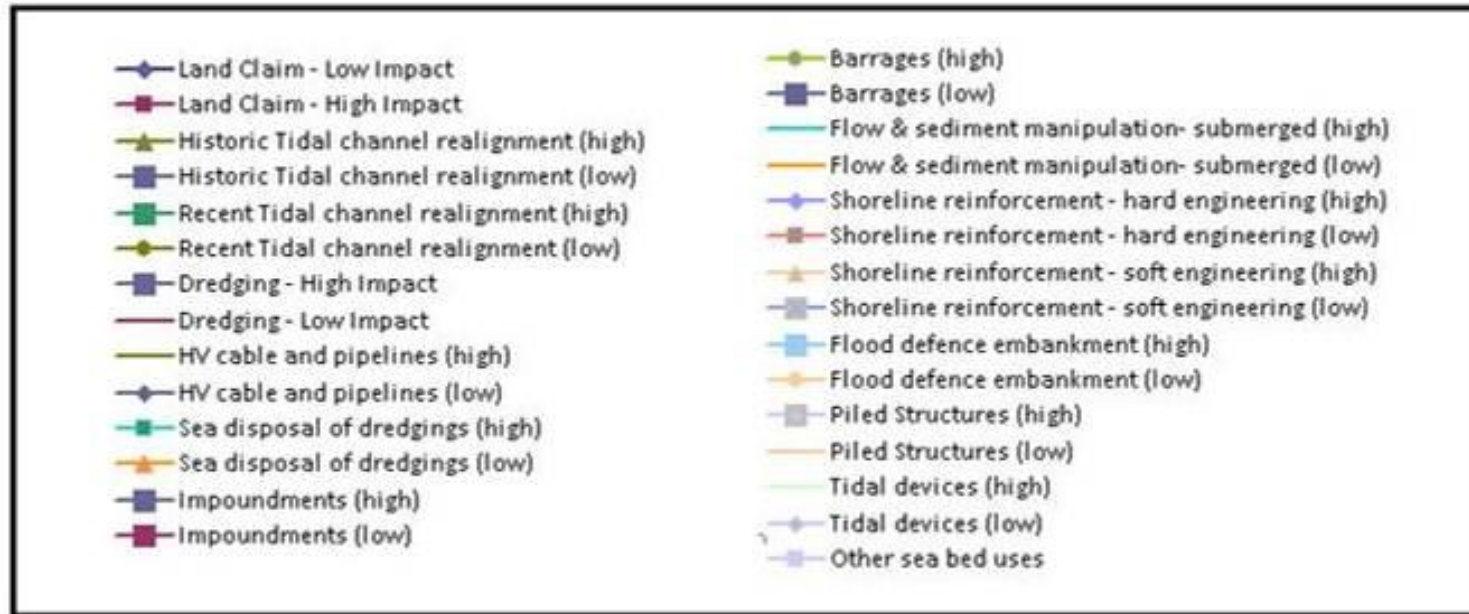 Land Claim - Low Impact
Land Claim - High Impact
Historic Tidal channel realignment (high)
Historic Tidal channel realignment (low)
Recent Tidal channel realignment (high)
Recent Tidal channel realignment (low)
Dredging - High Impact
Dredging - Low Impact
HV cable and pipelines (high)
HV cable and pipelines (low)
Sea disposal of dredgings (high)
Sea disposal of dredgings (low)
Impoundments (high)
Impoundments (low)
Barrages (high)
Barrages (low)
Flow & sediment manipulation- submerged (high)
Flow & sediment manipulation- submerged (low)
Shoreline reinforcement - hard engineering (high)
Shoreline reinforcement - hard engineering (low)
Shoreline reinforcement - soft engineering (high)
Shoreline reinforcement - soft engineering (low)
Flood defence embankment (high)
Flood defence embankment (low)
Piled Structures (high)
Piled Structures (low)
Tidal devices (high)
Tidal devices (low)
Other sea bed uses